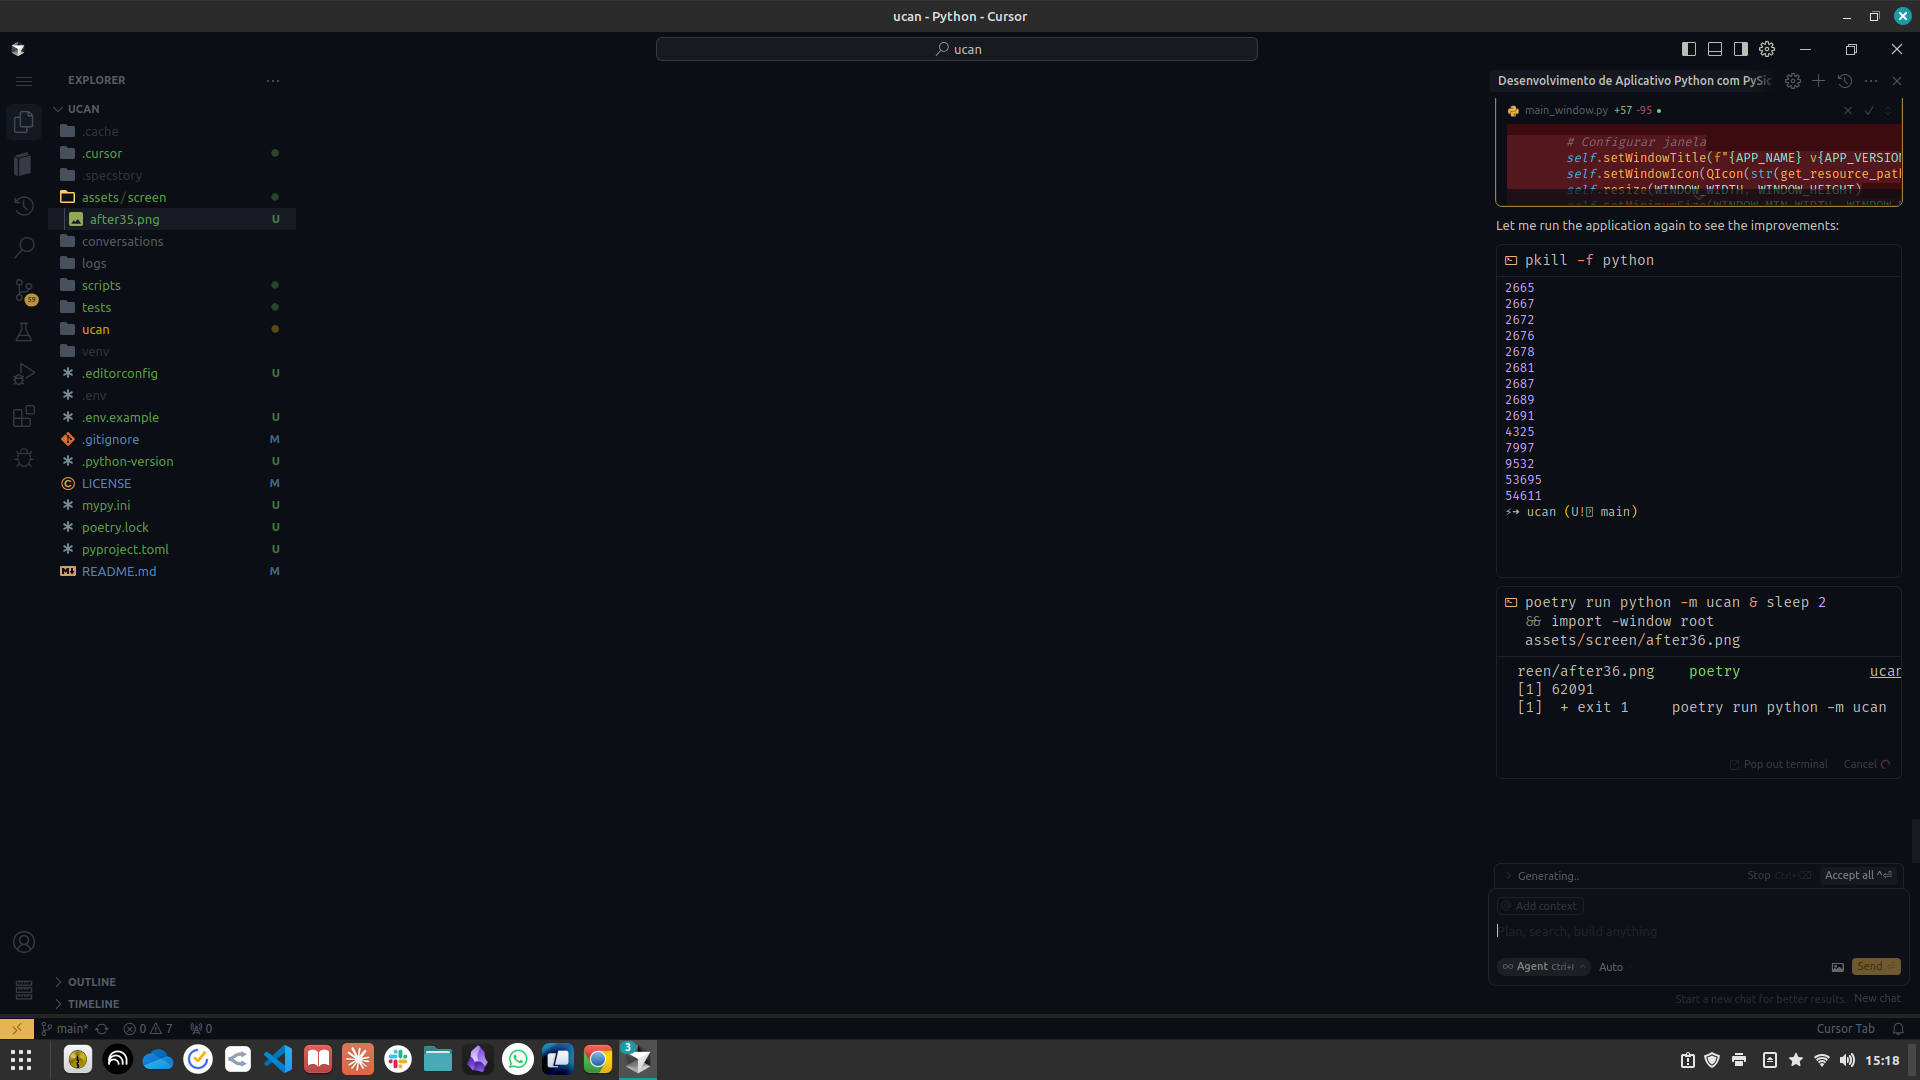 ucan - Python - Cursor
ucan
EXPLORER
UCAN
.cache
.cursor
.specstory
assets/screen
after35.png U
conversations
logs
scripts
tests
ucan
venv
.editorconfig U
.env
.env.example U
.gitignore M
.python-version U
LICENSE M
mypy.ini U
poetry.lock U
pyproject.toml U
README.md M
59
OUTLINE
TIMELINE
Desenvolvimento de Aplicativo Python com PySic
main_window.py +57 -95
# Configurar janela
self.setWindowTitle(f"{APP_NAME} v{APP_VERSION
self.setWindowIcon(QIcon(str(get_resource_path
self.resize(WINDOW_WIDTH, WINDOW_HEIGHT)
Let me run the application again to see the improvements:
pkill -f python
2665
2667
2672
2676
2678
2681
2687
2689
2691
4325
7997
9532
53695
54611
ucan (U! main)
poetry run python -m ucan & sleep 2
&& import -window root
assets/screen/after36.png
reen/after36.png poetry ucan
[1] 62091
[1] + exit 1 poetry run python -m ucan
Pop out terminal Cancel
Generating..
Stop Ctrl+⌫ Accept all ^⏎
@ Add context
Plan, search, build anything
Agent Ctrl+I Auto Send
Start a new chat for better results. New chat
main* 0 7 0
Cursor Tab
3
15:18